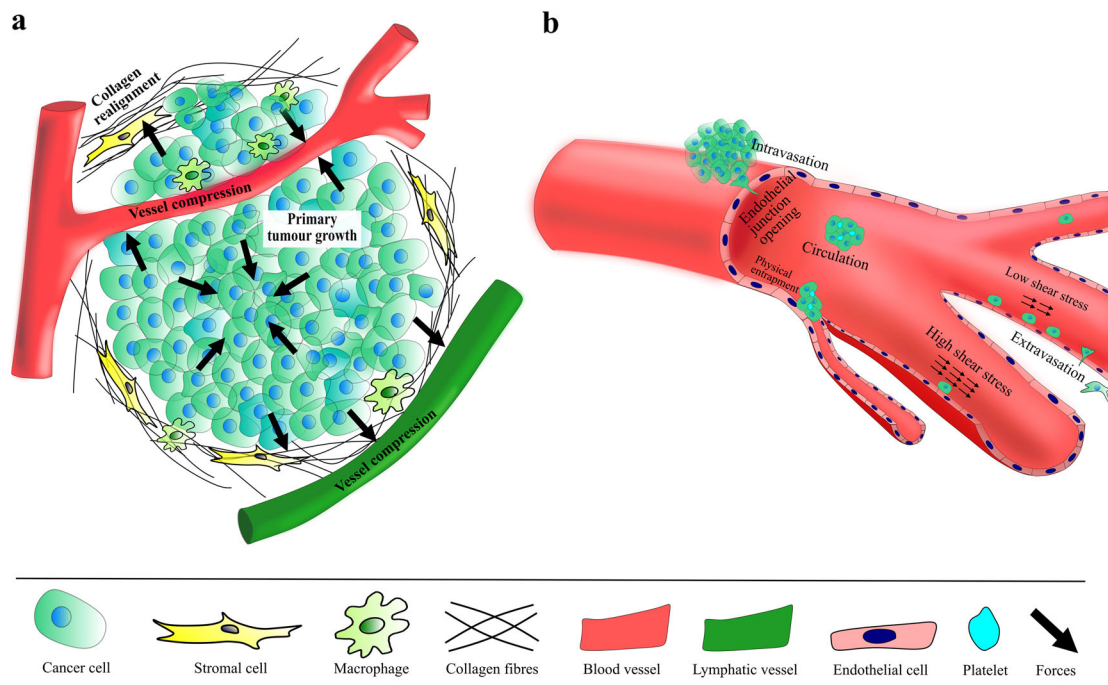 a
b
Collagen
realignment
Vessel compression
Primary
tumour growth
Vessel compression
Intravasation
Endothelial
junction
opening
Circulation
Physical
entrapment
Low shear stress
High shear stress
Extravasation
Cancer cell
Stromal cell
Macrophage
Collagen fibres
Blood vessel
Lymphatic vessel
Endothelial cell
Platelet
Forces